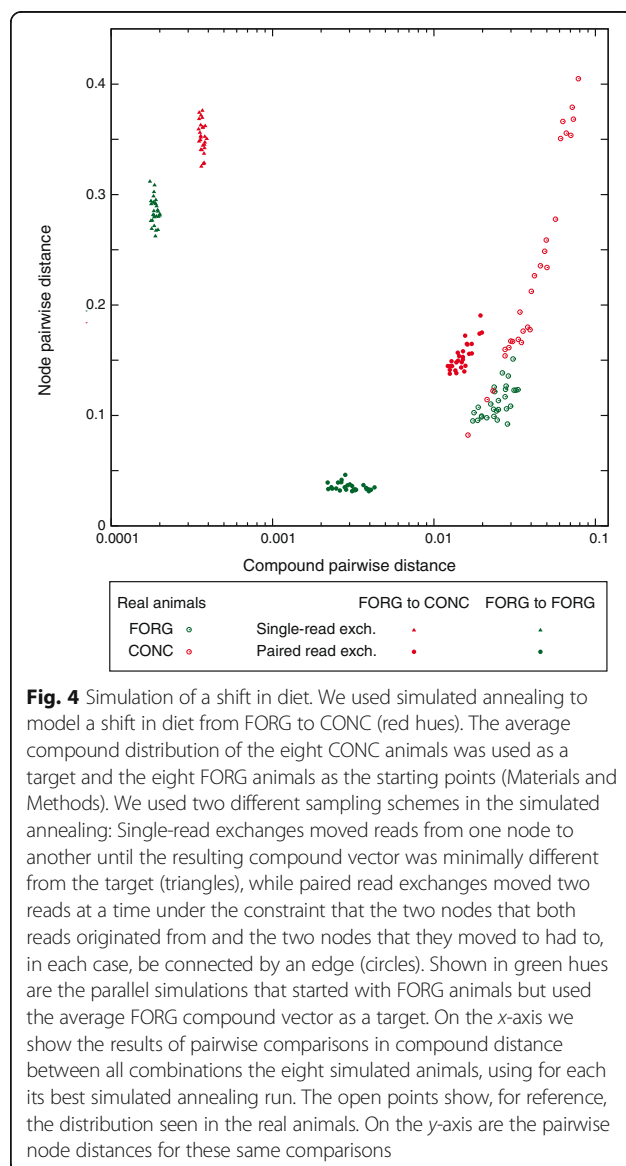 0.4
0.3
0.2
0.1
0
Node pairwise distance
0.0001 0.001 0.01 0.1
Compound pairwise distance
Real animals FORG to CONC FORG to FORG
FORG Single-read exch.
CONC Paired read exch.
Fig. 4 Simulation of a shift in diet. We used simulated annealing to
model a shift in diet from FORG to CONC (red hues). The average
compound distribution of the eight CONC animals was used as a
target and the eight FORG animals as the starting points (Materials and
Methods). We used two different sampling schemes in the simulated
annealing: Single-read exchanges moved reads from one node to
another until the resulting compound vector was minimally different
from the target (triangles), while paired read exchanges moved two
reads at a time under the constraint that the two nodes that both
reads originated from and the two nodes that they moved to had to,
in each case, be connected by an edge (circles). Shown in green hues
are the parallel simulations that started with FORG animals but used
the average FORG compound vector as a target. On the x-axis we
show the results of pairwise comparisons in compound distance
between all combinations the eight simulated animals, using for each
its best simulated annealing run. The open points show, for reference,
the distribution seen in the real animals. On the y-axis are the pairwise
node distances for these same comparisons